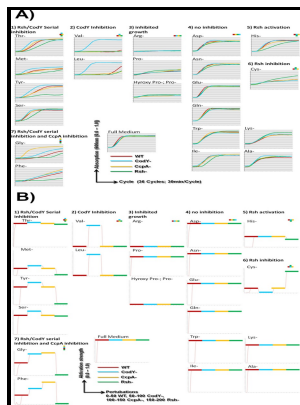 A)
1) Rsh/CodY Serial inhibition
2) CodY inhibition
3) Inhibited growth
4) no inhibition
5) Rsh activation
Thr-
Val-
Arg-
Asp-
His-
Met-
Leu-
Pro-
Asn-
6) Rsh inhibition
Cys-
Tyr-
Hyroxy Pro-; Pro-
Glu-
Ser-
Gln-
7) Rsh/CodY serial inhibition and CcpA inhibition
Gly-
Full Medium
Trp-
Lys-
Phe-
Ile-
Ala-
WT
CodY-
CcpA-
Rsh-
B)
1) Rsh/CodY Serial inhibition
2) CodY inhibition
3) Inhibited growth
4) no inhibition
5) Rsh activation
Thr-
Val-
Arg-
Asp-
His-
Met-
Leu-
Pro-
Asn-
6) Rsh inhibition
Cys-
Tyr-
Hyroxy Pro-; Pro-
Glu-
Ser-
Gln-
7) Rsh/CodY serial inhibition and CcpA inhibition
Gly-
Full Medium
Trp-
Lys-
Phe-
Ile-
Ala-
WT
CodY-
CcpA-
Rsh-